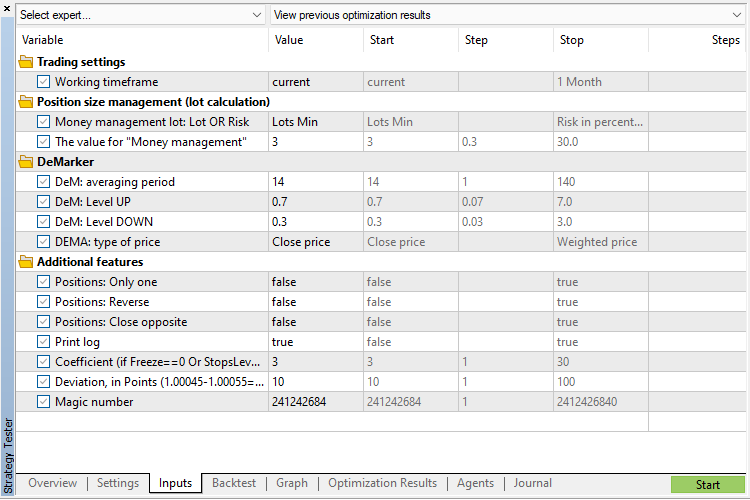 Select expert...
View previous optimization results
Variable Value Start Step Stop Steps
Trading settings
Working timeframe current current 1 Month
Position size management (lot calculation)
Money management lot: Lot OR Risk Lots Min Lots Min Risk in percent...
The value for "Money management" 3 3 0.3 30.0
DeMarker
DeM: averaging period 14 14 1 140
DeM: Level UP 0.7 0.7 0.07 7.0
DeM: Level DOWN 0.3 0.3 0.03 3.0
DEMA: type of price Close price Close price Weighted price
Additional features
Positions: Only one false false true
Positions: Reverse false false true
Positions: Close opposite false false true
Print log true false true
Coefficient (if Freeze==0 Or StopsLev... 3 3 1 30
Deviation, in Points (1.00045-1.00055=... 10 10 1 100
Magic number 241242684 241242684 1 2412426840
Strategy Tester
Overview Settings Inputs Backtest Graph Optimization Results Agents Journal
Start